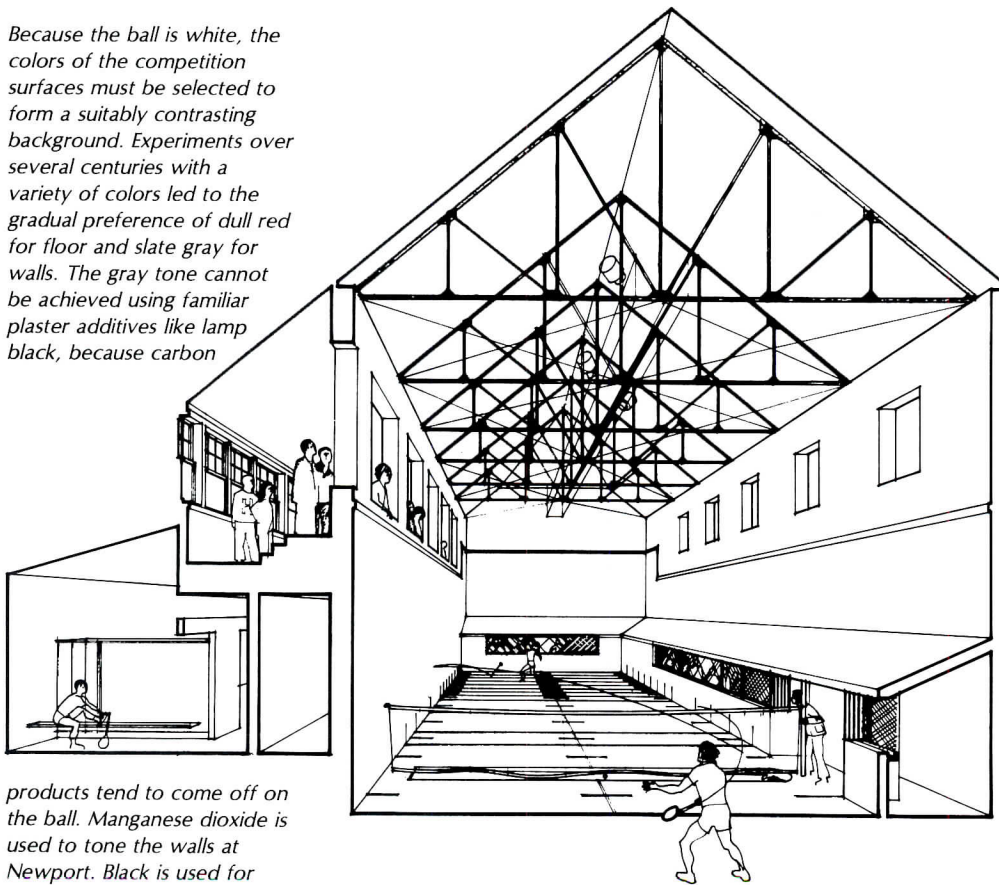 Because the ball is white, the
colors of the competition
surfaces must be selected to
form a suitably contrasting
background. Experiments over
several centuries with a
variety of colors led to the
gradual preference of dull red
for floor and slate gray for
walls. The gray tone cannot
be achieved using familiar
plaster additives like lamp
black, because carbon
products tend to come off on
the ball. Manganese dioxide is
used to tone the walls at
Newport. Black is used for